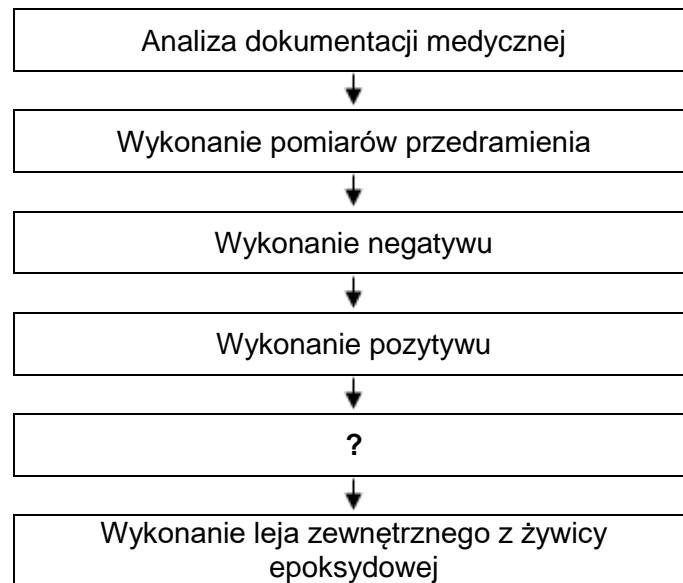 Analiza dokumentacji medycznej
Wykonanie pomiarów przedramienia
Wykonanie negatywu
Wykonanie pozytywu
?
Wykonanie leja zewnętrznego z żywicy
epoksydowej